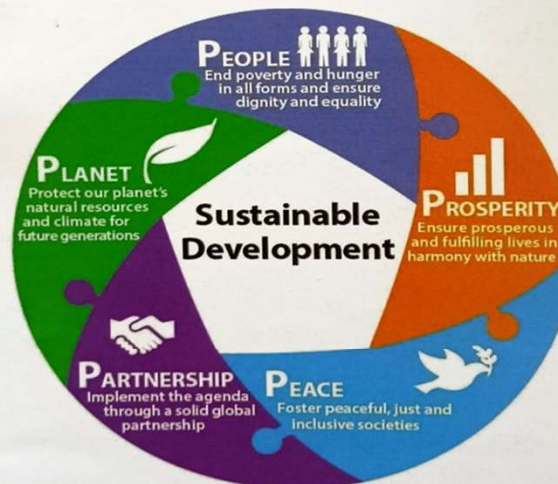 PEOPLE
End poverty and hunger
in all forms and ensure
dignity and equality
PROSPERITY
Ensure prosperous
and fulfilling lives in
harmony with nature
PEACE
Foster peaceful, just and
inclusive societies
PARTNERSHIP
Implement the agenda
through a solid global
partnership
PLANET
Protect our planet's
natural resources
and climate for
future generations
Sustainable
Development